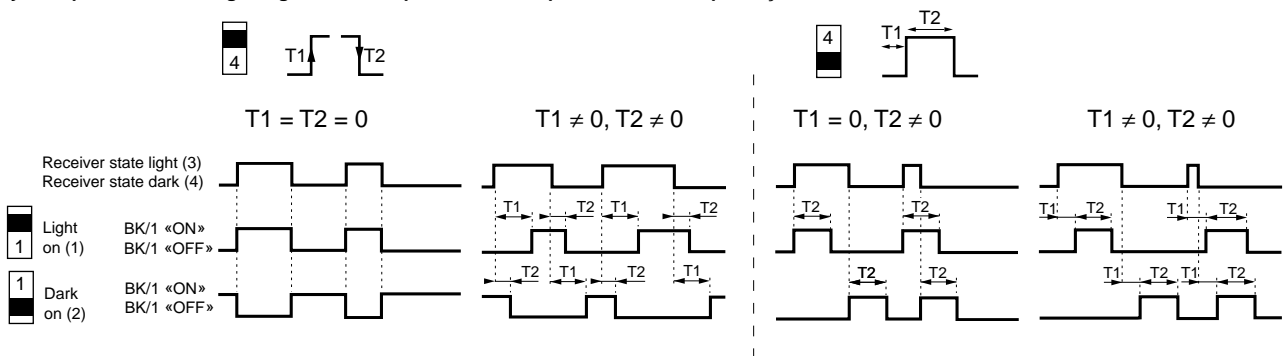 T1 T2
4
T1 T2
4
T1 = T2 = 0
T1 ≠ 0, T2 ≠ 0
T1 = 0, T2 ≠ 0
T1 ≠ 0, T2 ≠ 0
Receiver state light (3)
Receiver state dark (4)
T1 T2 T1 T2
T2 T2
T1 T2 T1 T2
1
Light
on (1)
BK/1 «ON»
BK/1 «OFF»
T2 T1 T2 T1
T2 T2
T1 T2 T1 T2
1
Dark
on (2)
BK/1 «ON»
BK/1 «OFF»